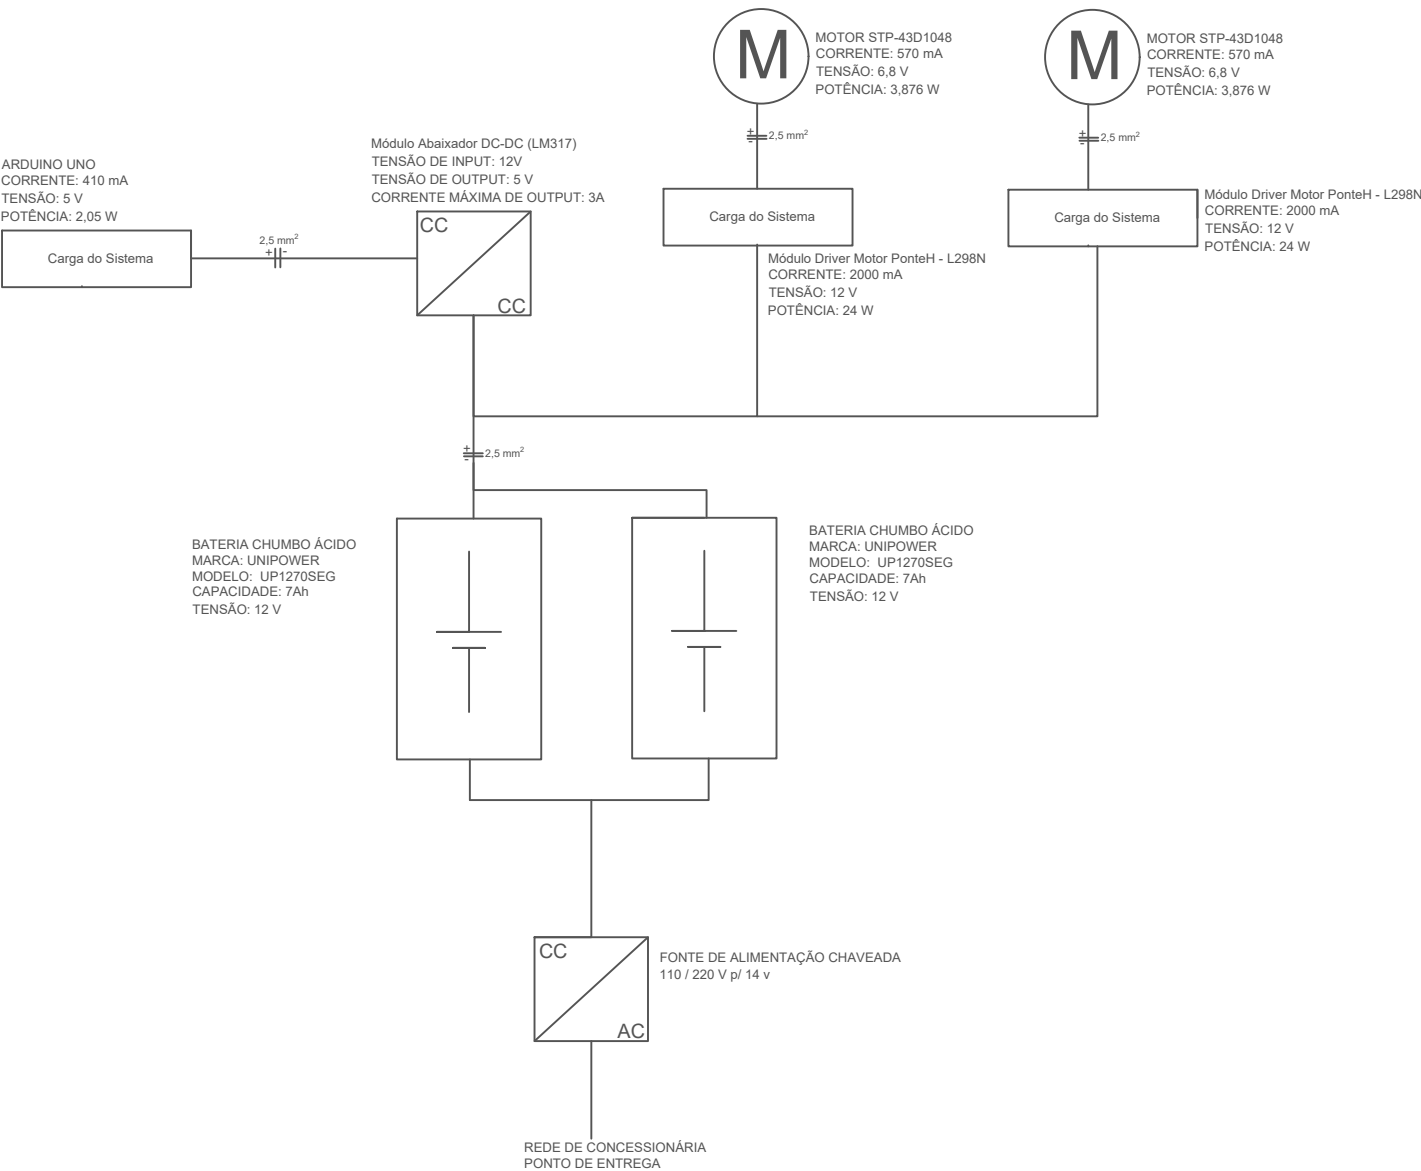 M
MOTOR STP-43D1048
CORRENTE: 570 mA
TENSÃO: 6,8 V
POTÊNCIA: 3,876 W
M
MOTOR STP-43D1048
CORRENTE: 570 mA
TENSÃO: 6,8 V
POTÊNCIA: 3,876 W
+
-
2,5 mm²
+
-
2,5 mm²
Módulo Abaixador DC-DC (LM317)
TENSÃO DE INPUT: 12V
TENSÃO DE OUTPUT: 5 V
CORRENTE MÁXIMA DE OUTPUT: 3A
ARDUINO UNO
CORRENTE: 410 mA
TENSÃO: 5 V
POTÊNCIA: 2,05 W
Carga do Sistema
2,5 mm²
+ -
CC
CC
Carga do Sistema
Módulo Driver Motor PonteH - L298N
CORRENTE: 2000 mA
TENSÃO: 12 V
POTÊNCIA: 24 W
Carga do Sistema
Módulo Driver Motor PonteH - L298N
CORRENTE: 2000 mA
TENSÃO: 12 V
POTÊNCIA: 24 W
+
-
2,5 mm²
BATERIA CHUMBO ÁCIDO
MARCA: UNIPOWER
MODELO: UP1270SEG
CAPACIDADE: 7Ah
TENSÃO: 12 V
BATERIA CHUMBO ÁCIDO
MARCA: UNIPOWER
MODELO: UP1270SEG
CAPACIDADE: 7Ah
TENSÃO: 12 V
CC
AC
FONTE DE ALIMENTAÇÃO CHAVEADA
110 / 220 V p/ 14 v
REDE DE CONCESSIONÁRIA
PONTO DE ENTREGA